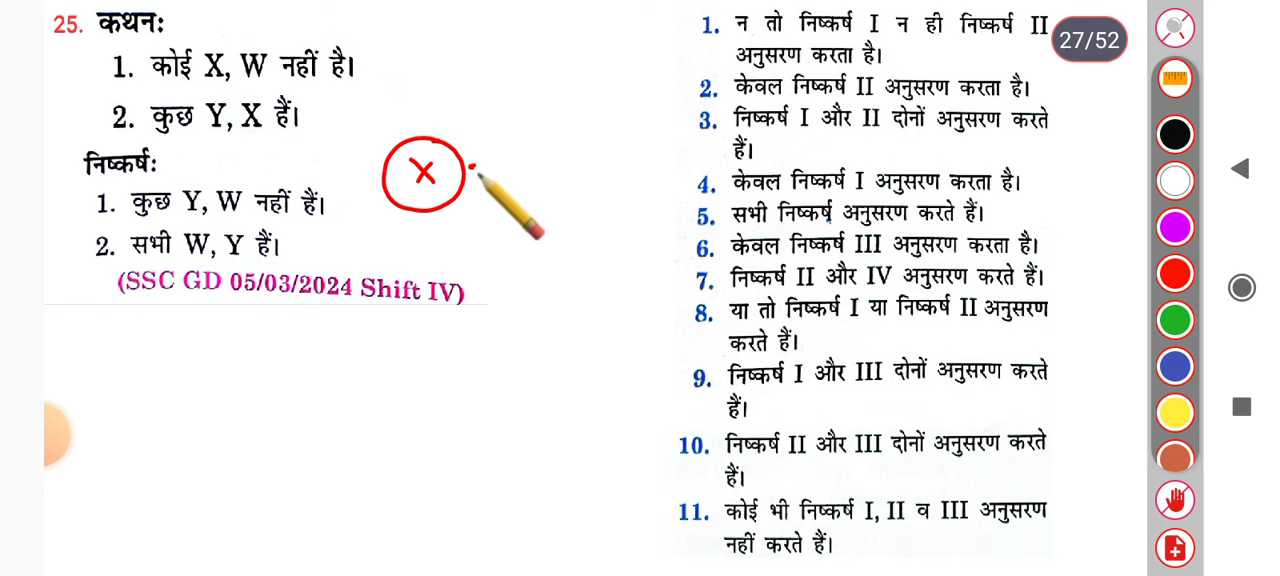 25. कथनः
1. कोई X, W नहीं है।
2. कुछ Y, X हैं।
निष्कर्षः
1. कुछ Y, W नहीं हैं।
2. सभी W, Y हैं।
(SSC GD 05/03/2024 Shift IV)
X
1. न तो निष्कर्ष I न ही निष्कर्ष II
अनुसरण करता है।
2. केवल निष्कर्ष II अनुसरण करता है।
3. निष्कर्ष I और II दोनों अनुसरण करते
हैं।
4. केवल निष्कर्ष I अनुसरण करता है।
5. सभी निष्कर्ष अनुसरण करते हैं।
6. केवल निष्कर्ष III अनुसरण करता है।
7. निष्कर्ष II और IV अनुसरण करते हैं।
8. या तो निष्कर्ष I या निष्कर्ष II अनुसरण
करते हैं।
9. निष्कर्ष I और III दोनों अनुसरण करते
हैं।
10. निष्कर्ष II और III दोनों अनुसरण करते
हैं।
11. कोई भी निष्कर्ष I, II व III अनुसरण
नहीं करते हैं।
27/52